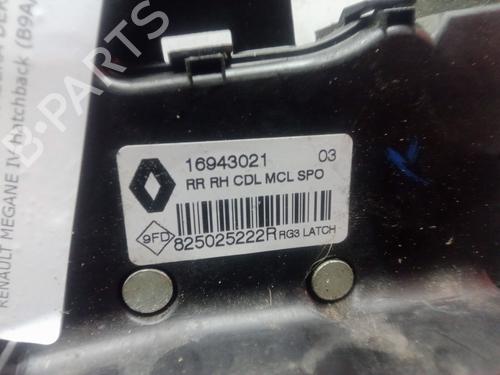 16943021 03
RR RH CDL MCL SPO
9FD 825025222R RG3 LATCH
RENAULT MEGANE IV Hatchback (B9A
B-PARTS